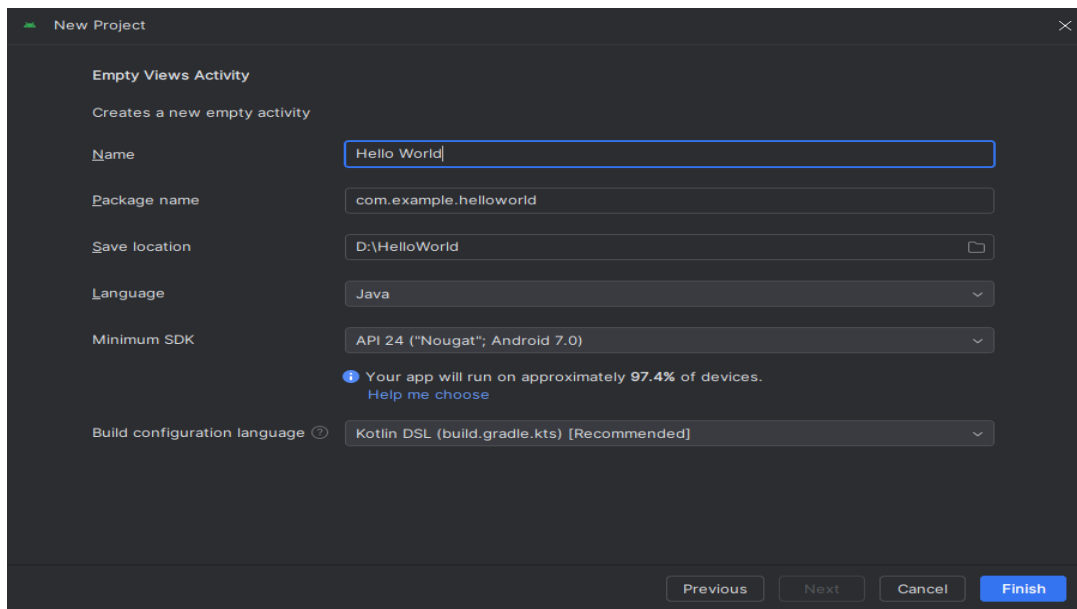 New Project
Empty Views Activity
Creates a new empty activity
Name Hello World
Package name com.example.helloworld
Save location D:\HelloWorld
Language Java
Minimum SDK API 24 ("Nougat"; Android 7.0)
Your app will run on approximately 97.4% of devices.
Help me choose
Build configuration language ? Kotlin DSL (build.gradle.kts) [Recommended]
Previous Next Cancel Finish